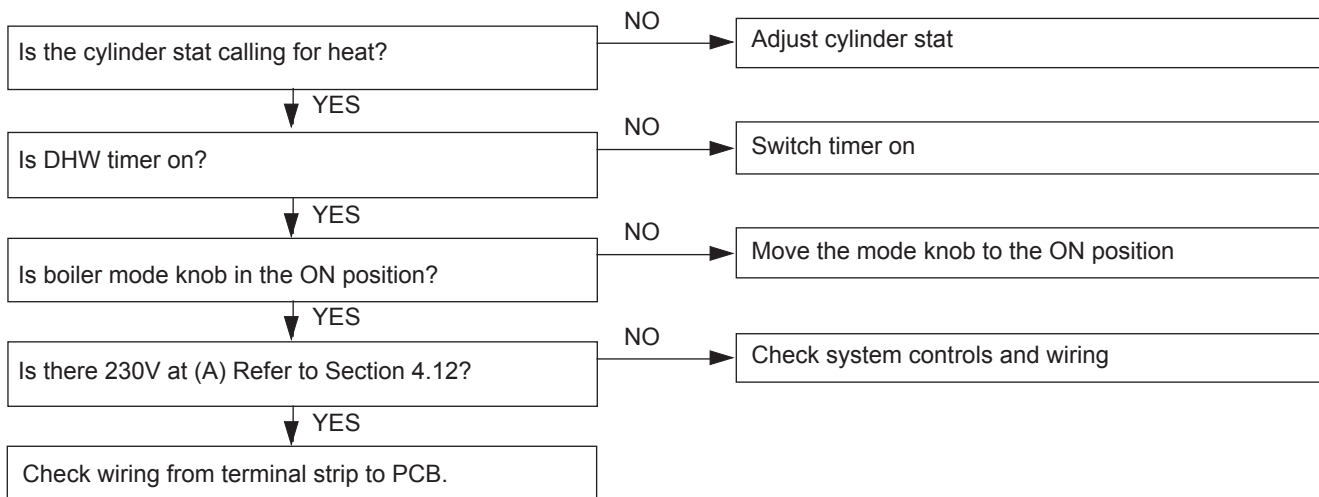 Is the cylinder stat calling for heat?
NO
Adjust cylinder stat
YES
Is DHW timer on?
NO
Switch timer on
YES
Is boiler mode knob in the ON position?
NO
Move the mode knob to the ON position
YES
Is there 230V at (A) Refer to Section 4.12?
NO
Check system controls and wiring
YES
Check wiring from terminal strip to PCB.